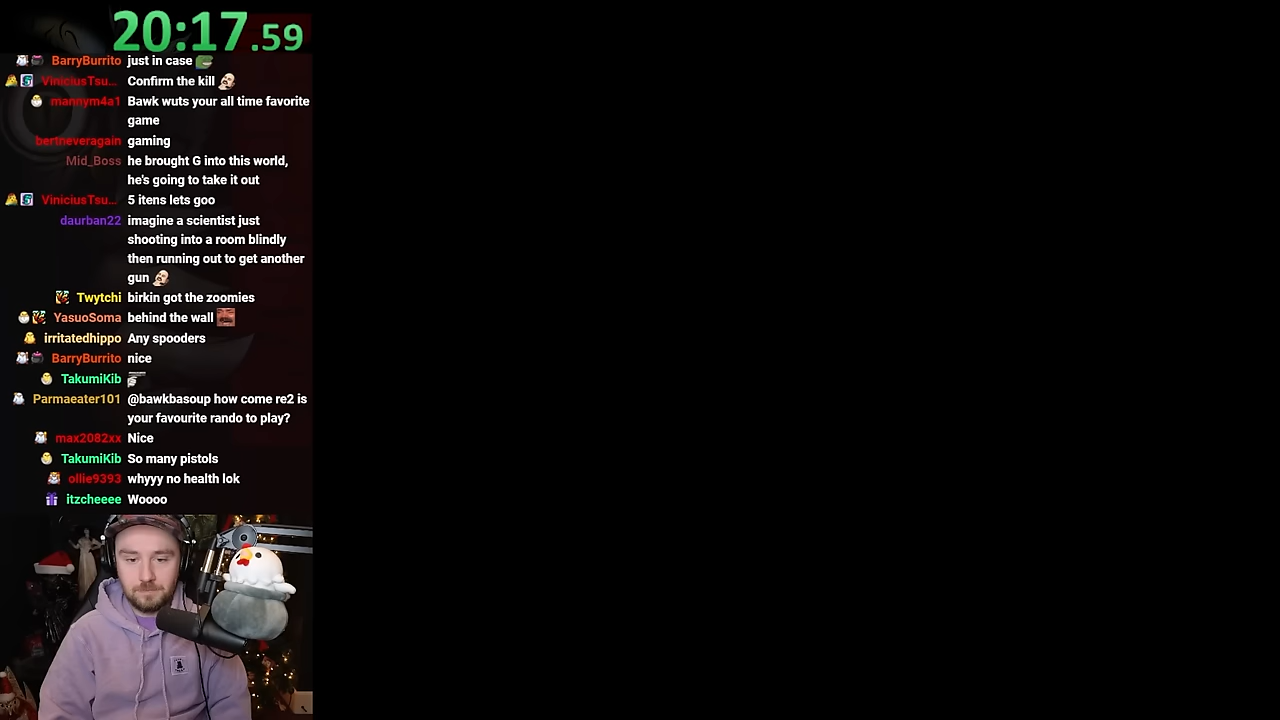 20:17.59
BarryBurrito just in case
ViniciusTsu... Confirm the kill
mannym4a1 Bawk wuts your all time favorite
game
bertneveragain gaming
Mid_Boss he brought G into this world,
he's going to take it out
ViniciusTsu... 5 itens lets goo
daurban22 imagine a scientist just
shooting into a room blindly
then running out to get another
gun
Twytchi birkin got the zoomies
YasuoSoma behind the wall
irritatedhippo Any spooders
BarryBurrito nice
TakumiKib
Parmaeater101 @bawkbasoup how come re2 is
your favourite rando to play?
max2082xx Nice
TakumiKib So many pistols
ollie9393 whyyy no health lok
itzcheeee Woooo